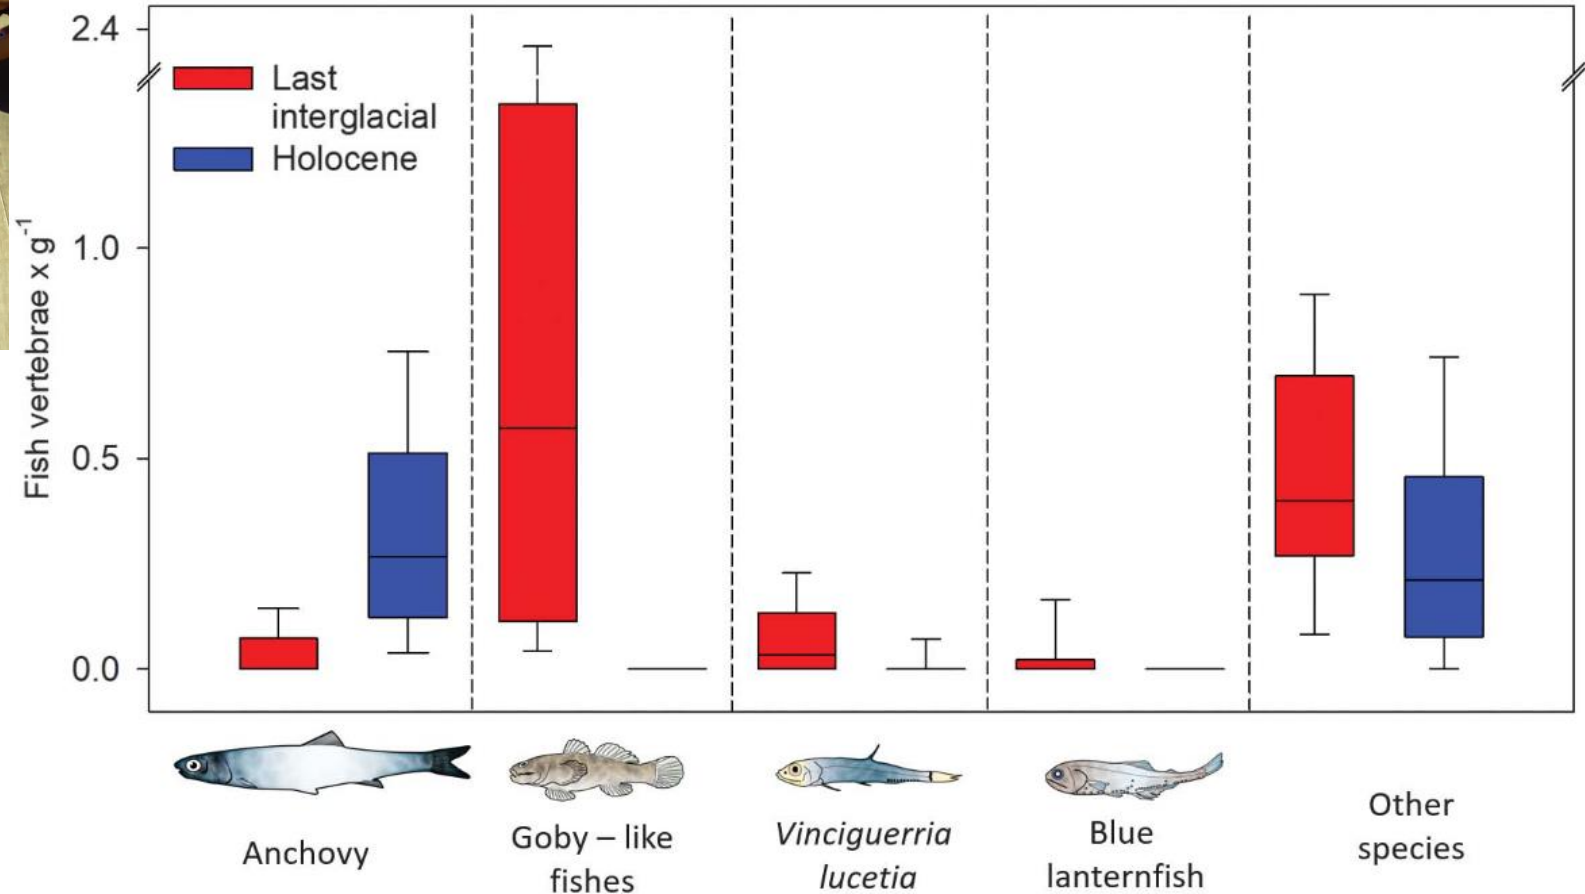 2.4
Last
interglacial
Holocene
1.0
0.5
0.0
Fish vertebrae x g⁻¹
Anchovy
Goby – like
fishes
Vinciguerria
lucetia
Blue
lanternfish
Other
species